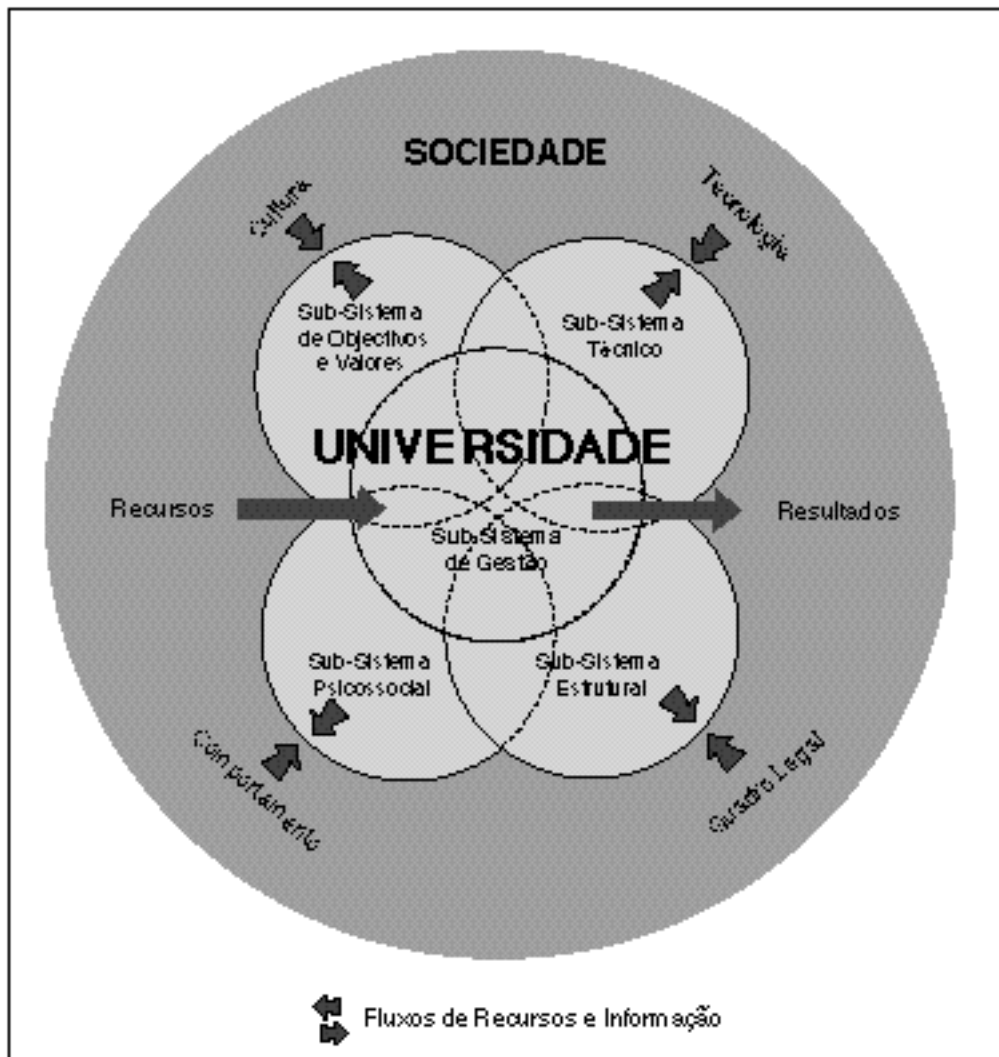 SOCIEDADE
Cultura
Tecnologia
Sub-Sistema
de Objectivos
e Valores
Sub-Sistema
Técnico
UNIVERSIDADE
Recursos
Resultados
Sub-Sistema
de Gestão
Sub-Sistema
Psicossocial
Sub-Sistema
Estrutural
Comportamento
Quadro Legal
Fluxos de Recursos e Informação